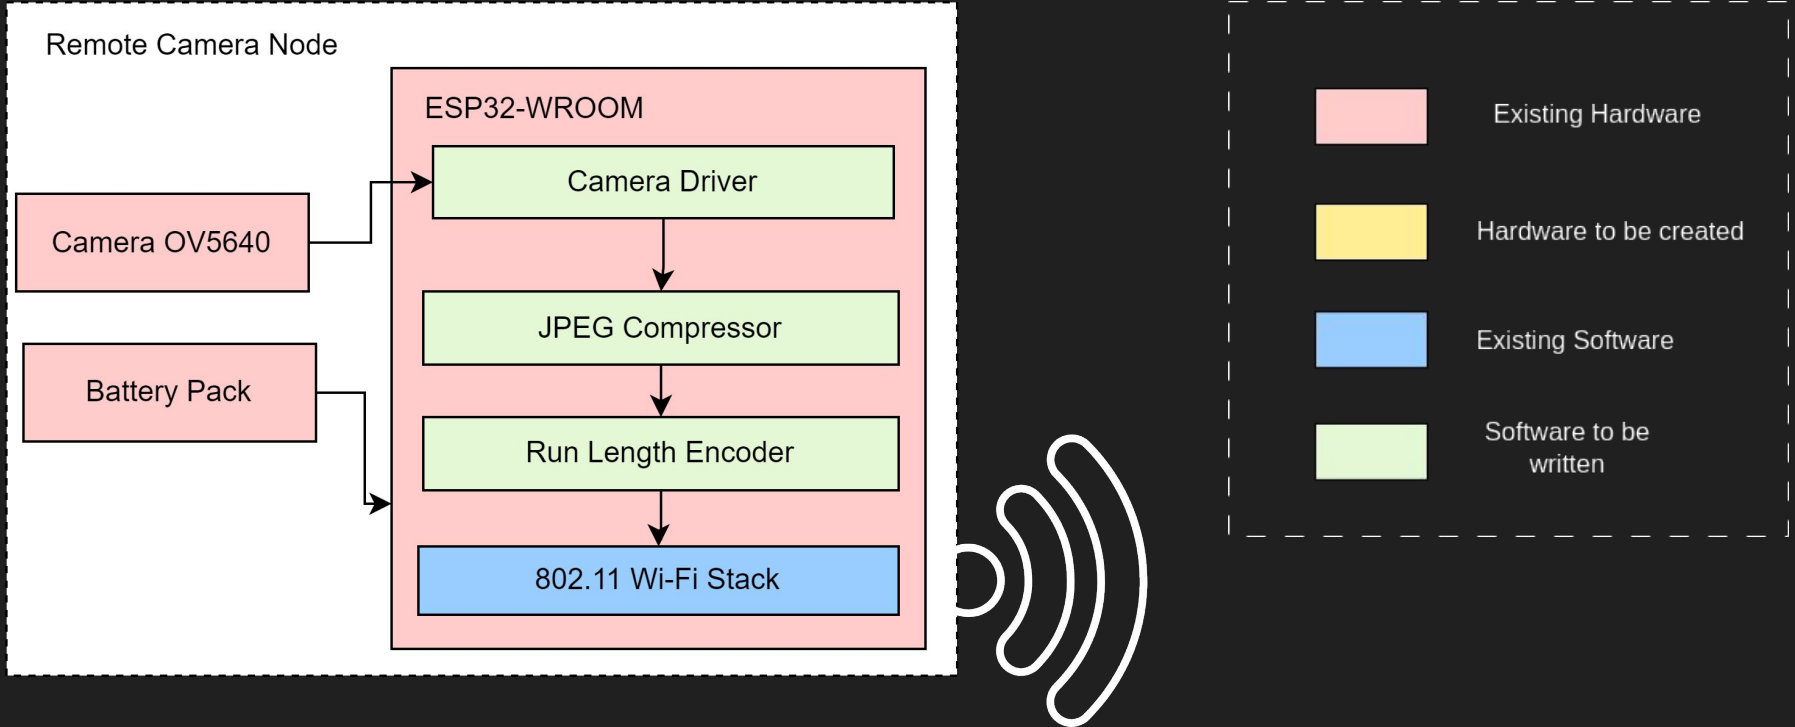 Remote Camera Node
ESP32-WROOM
Camera Driver
Camera OV5640
JPEG Compressor
Battery Pack
Run Length Encoder
802.11 Wi-Fi Stack
Existing Hardware
Hardware to be created
Existing Software
Software to be
written